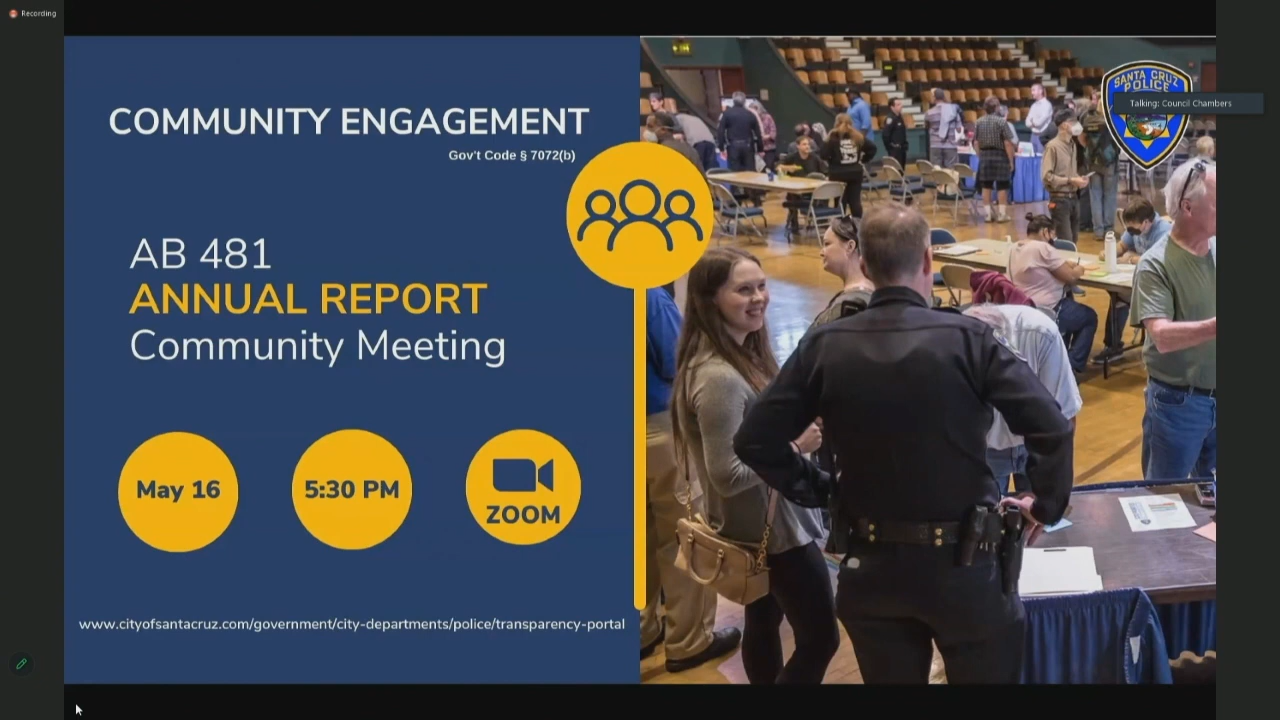 Recording
COMMUNITY ENGAGEMENT
Gov't Code § 7072(b)
AB 481
ANNUAL REPORT
Community Meeting
May 16
5:30 PM
ZOOM
www.cityofsantacruz.com/government/city-departments/police/transparency-portal
SANTA CRUZ
POLICE
Talking: Council Chambers